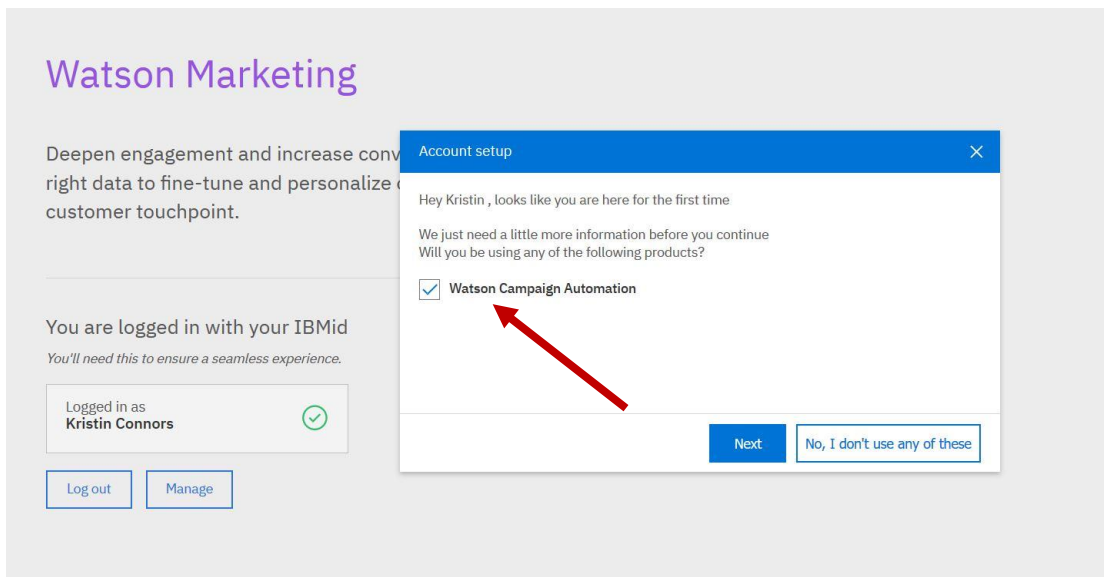 Watson Marketing
Deepen engagement and increase conv
right data to fine-tune and personalize
customer touchpoint.
You are logged in with your IBMid
You'll need this to ensure a seamless experience.
Logged in as
Kristin Connors
Log out
Manage
Account setup
Hey Kristin , looks like you are here for the first time
We just need a little more information before you continue
Will you be using any of the following products?
Watson Campaign Automation
Next
No, I don't use any of these